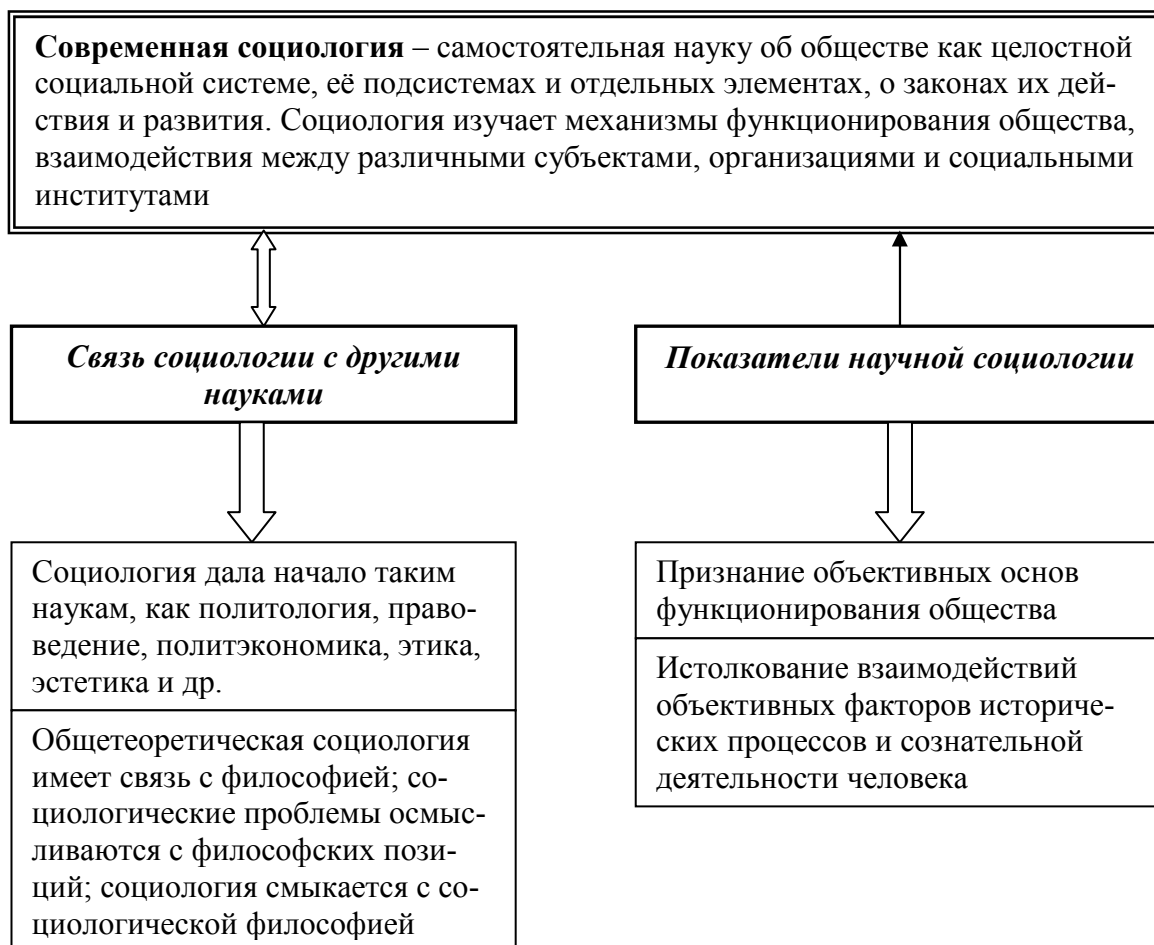 Современная социология – самостоятельная науку об обществе как целостной
социальной системе, её подсистемах и отдельных элементах, о законах их дей-
ствия и развития. Социология изучает механизмы функционирования общества,
взаимодействия между различными субъектами, организациями и социальными
институтами
Связь социологии с другими
науками
Показатели научной социологии
Социология дала начало таким
наукам, как политология, право-
ведение, политэкономика, этика,
эстетика и др.
Общетеоретическая социология
имеет связь с философией; со-
циологические проблемы осмыс-
ливаются с философских пози-
ций; социология смыкается с со-
циологической философией
Признание объективных основ
функционирования общества
Истолкование взаимодействий
объективных факторов историче-
ских процессов и сознательной
деятельности человека